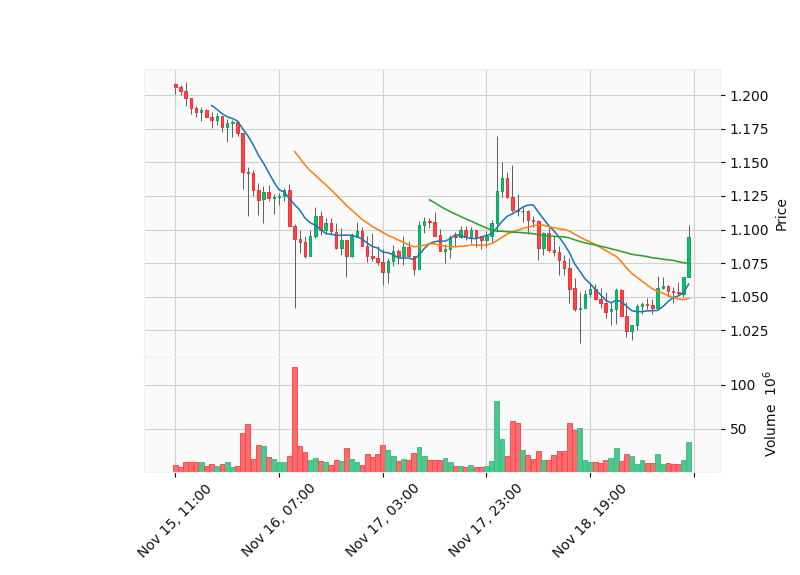 1.200
1.175
1.150
1.125
1.100
1.075
1.050
1.025
Price
100
50
Volume 10⁶
Nov 15, 11:00
Nov 16, 07:00
Nov 17, 03:00
Nov 17, 23:00
Nov 18, 19:00